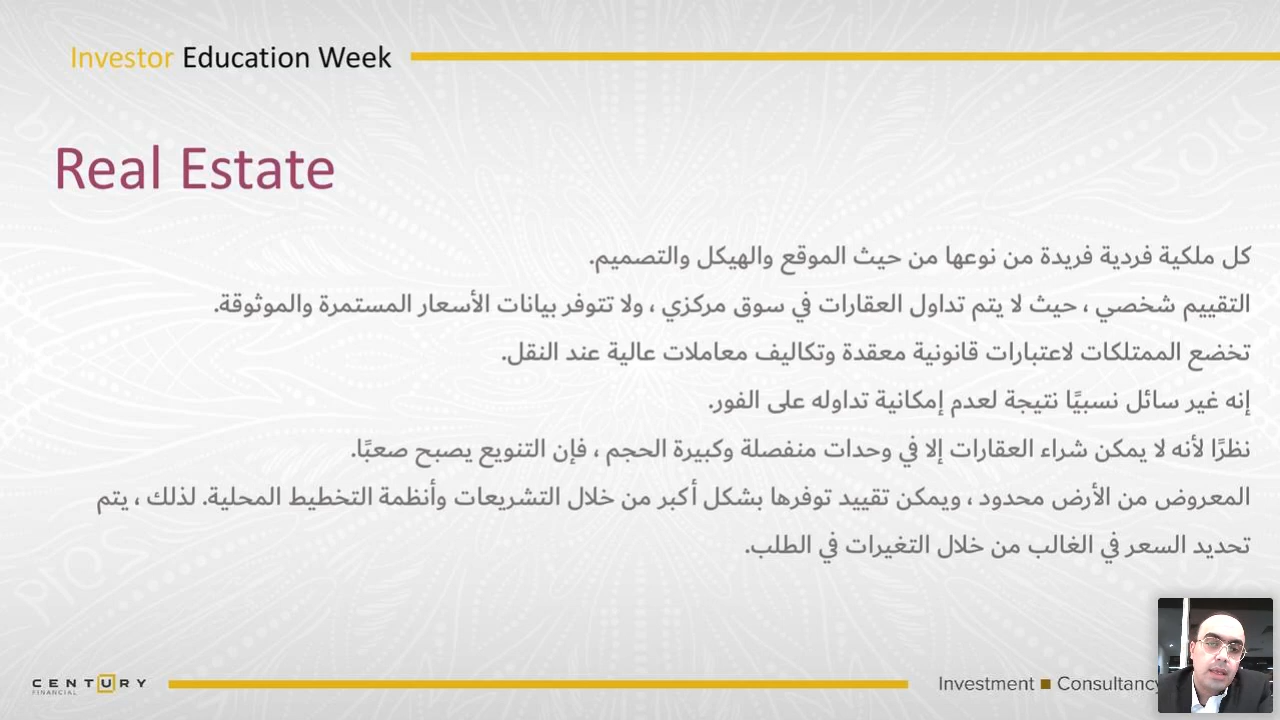 Investor Education Week
Real Estate
كل ملكية فردية فريدة من نوعها من حيث الموقع والهيكل والتصميم.
التقييم شخصي ، حيث لا يتم تداول العقارات في سوق مركزي ، ولا تتوفر بيانات الأسعار المستمرة والموثوقة.
تخضع الممتلكات لاعتبارات قانونية معقدة وتكاليف معاملات عالية عند النقل.
إنه غير سائل نسبيًا نتيجة لعدم إمكانية تداوله على الفور.
نظرًا لأنه لا يمكن شراء العقارات إلا في وحدات منفصلة وكبيرة الحجم ، فإن التنويع يصبح صعبًا.
المعروض من الأرض محدود ، ويمكن تقييد توفرها بشكل أكبر من خلال التشريعات وأنظمة التخطيط المحلية. لذلك ، يتم
تحديد السعر في الغالب من خلال التغيرات في الطلب.
CENTURY
FINANCIAL
Investment ■ Consultancy